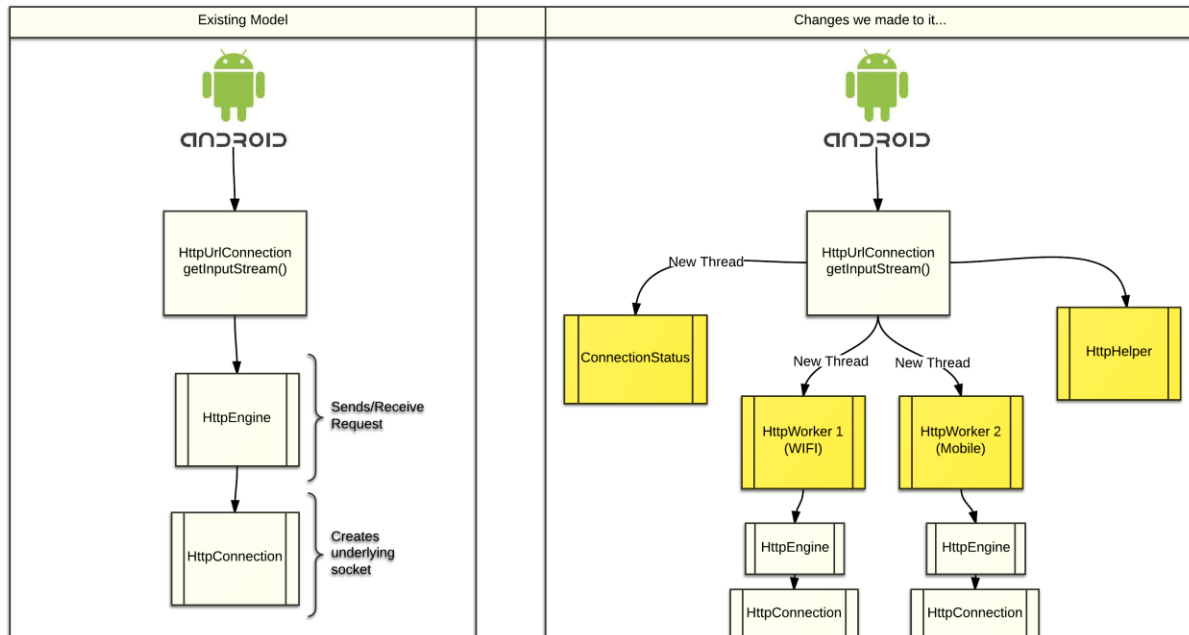 Existing Model
Changes we made to it...
ANDROID
HttpUrlConnection
getInputStream()
HttpEngine
Sends/Receive
Request
HttpConnection
Creates
underlying
socket
ANDROID
HttpUrlConnection
getInputStream()
New Thread
ConnectionStatus
HttpHelper
New Thread
New Thread
HttpWorker 1
(WIFI)
HttpWorker 2
(Mobile)
HttpEngine
HttpEngine
HttpConnection
HttpConnection